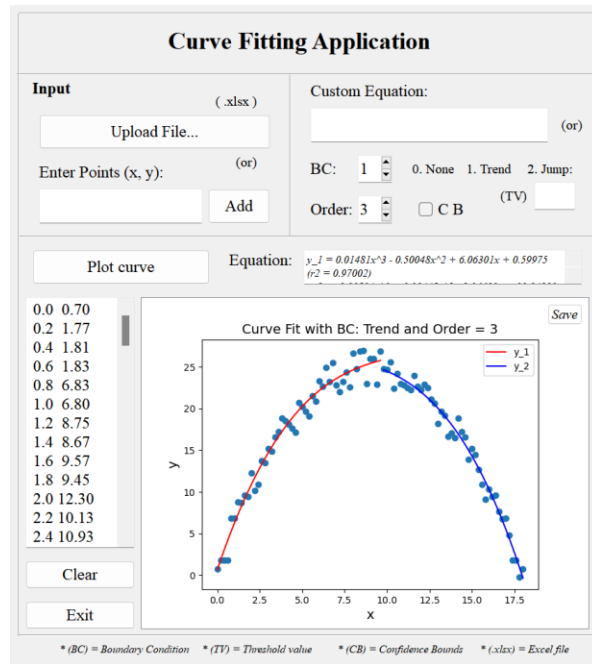 Curve Fitting Application
Input
( .xlsx )
Upload File...
(or)
Enter Points (x, y):
Add
Custom Equation:
(or)
BC: 1 0. None 1. Trend 2. Jump:
(TV)
Order: 3 C B
Plot curve
Equation:
y_1 = 0.01481x^3 - 0.50048x^2 + 6.06301x + 0.59975
(r2 = 0.97002)
0.0 0.70
0.2 1.77
0.4 1.81
0.6 1.83
0.8 6.83
1.0 6.80
1.2 8.75
1.4 8.67
1.6 9.57
1.8 9.45
2.0 12.30
2.2 10.13
2.4 10.93
Clear
Exit
Save
Curve Fit with BC: Trend and Order = 3
y_1
y_2
25
20
15
10
5
0
y
0.0 2.5 5.0 7.5 10.0 12.5 15.0 17.5
x
* (BC) = Boundary Condition * (TV) = Threshold value * (CB) = Confidence Bounds * (.xlsx) = Excel file